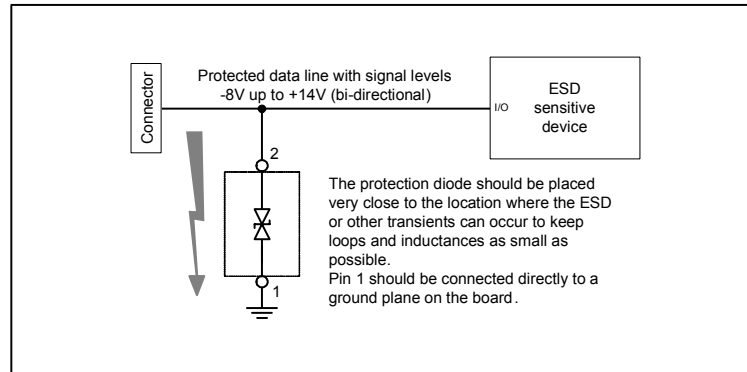 Connector
Protected data line with signal levels
-8V up to +14V (bi-directional)
I/O
ESD
sensitive
device
2
The protection diode should be placed
very close to the location where the ESD
or other transients can occur to keep
loops and inductances as small as
possible.
Pin 1 should be connected directly to a
ground plane on the board.
1